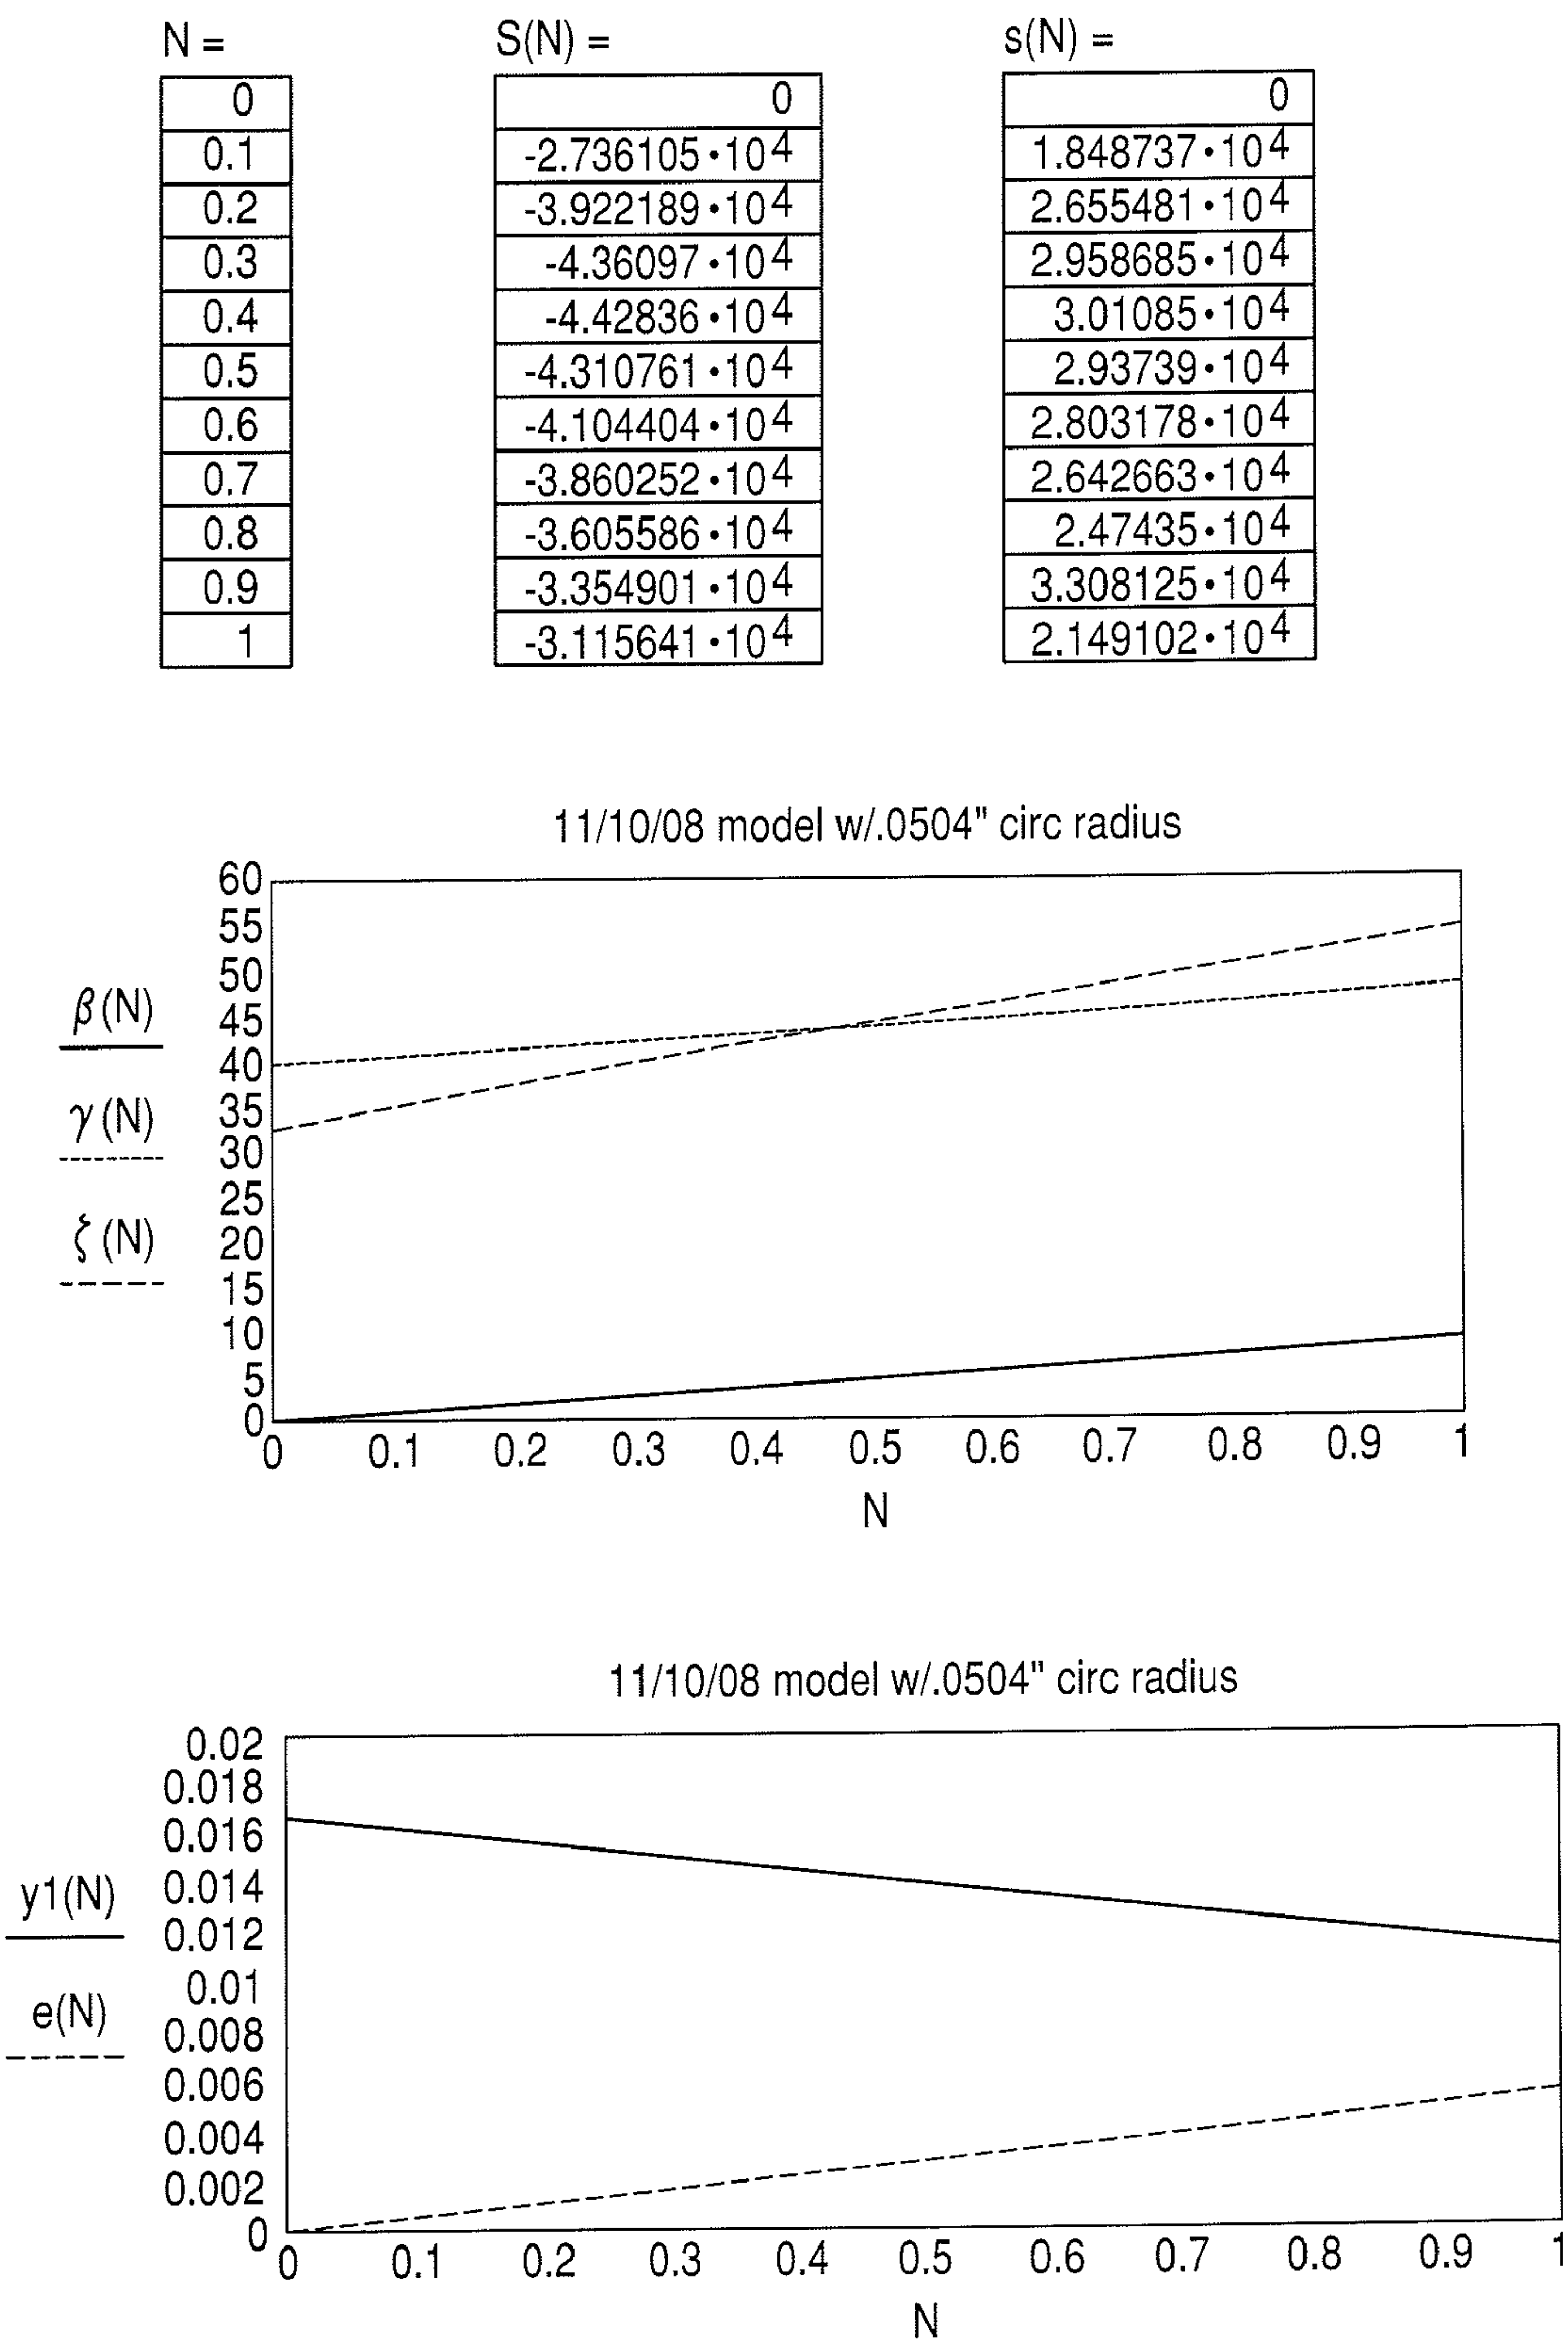 N = S(N) = s(N) =
0 0 0
0.1 -2.736105•10^4 1.848737•10^4
0.2 -3.922189•10^4 2.655481•10^4
0.3 -4.36097•10^4 2.958685•10^4
0.4 -4.42836•10^4 3.01085•10^4
0.5 -4.310761•10^4 2.93739•10^4
0.6 -4.104404•10^4 2.803178•10^4
0.7 -3.860252•10^4 2.642663•10^4
0.8 -3.605586•10^4 2.47435•10^4
0.9 -3.354901•10^4 3.308125•10^4
1 -3.115641•10^4 2.149102•10^4
11/10/08 model w/.0504" circ radius
60
55
50
45
40
35
30
25
20
15
10
5
0
β(N)
γ(N)
ζ(N)
0 0.1 0.2 0.3 0.4 0.5 0.6 0.7 0.8 0.9 1
N
11/10/08 model w/.0504" circ radius
0.02
0.018
0.016
0.014
0.012
0.01
0.008
0.006
0.004
0.002
0
y1(N)
e(N)
0 0.1 0.2 0.3 0.4 0.5 0.6 0.7 0.8 0.9 1
N